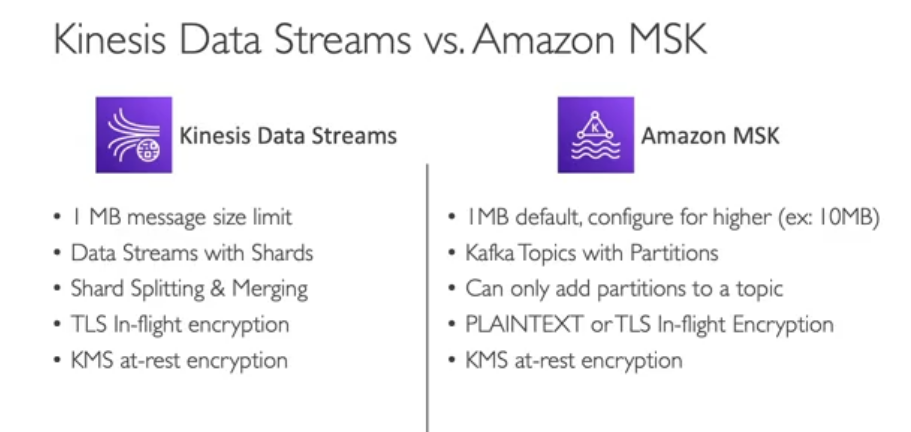 Kinesis Data Streams vs. Amazon MSK
Kinesis Data Streams
• 1 MB message size limit
• Data Streams with Shards
• Shard Splitting & Merging
• TLS In-flight encryption
• KMS at-rest encryption
K
Amazon MSK
• 1MB default, configure for higher (ex: 10MB)
• Kafka Topics with Partitions
• Can only add partitions to a topic
• PLAINTEXT or TLS In-flight Encryption
• KMS at-rest encryption